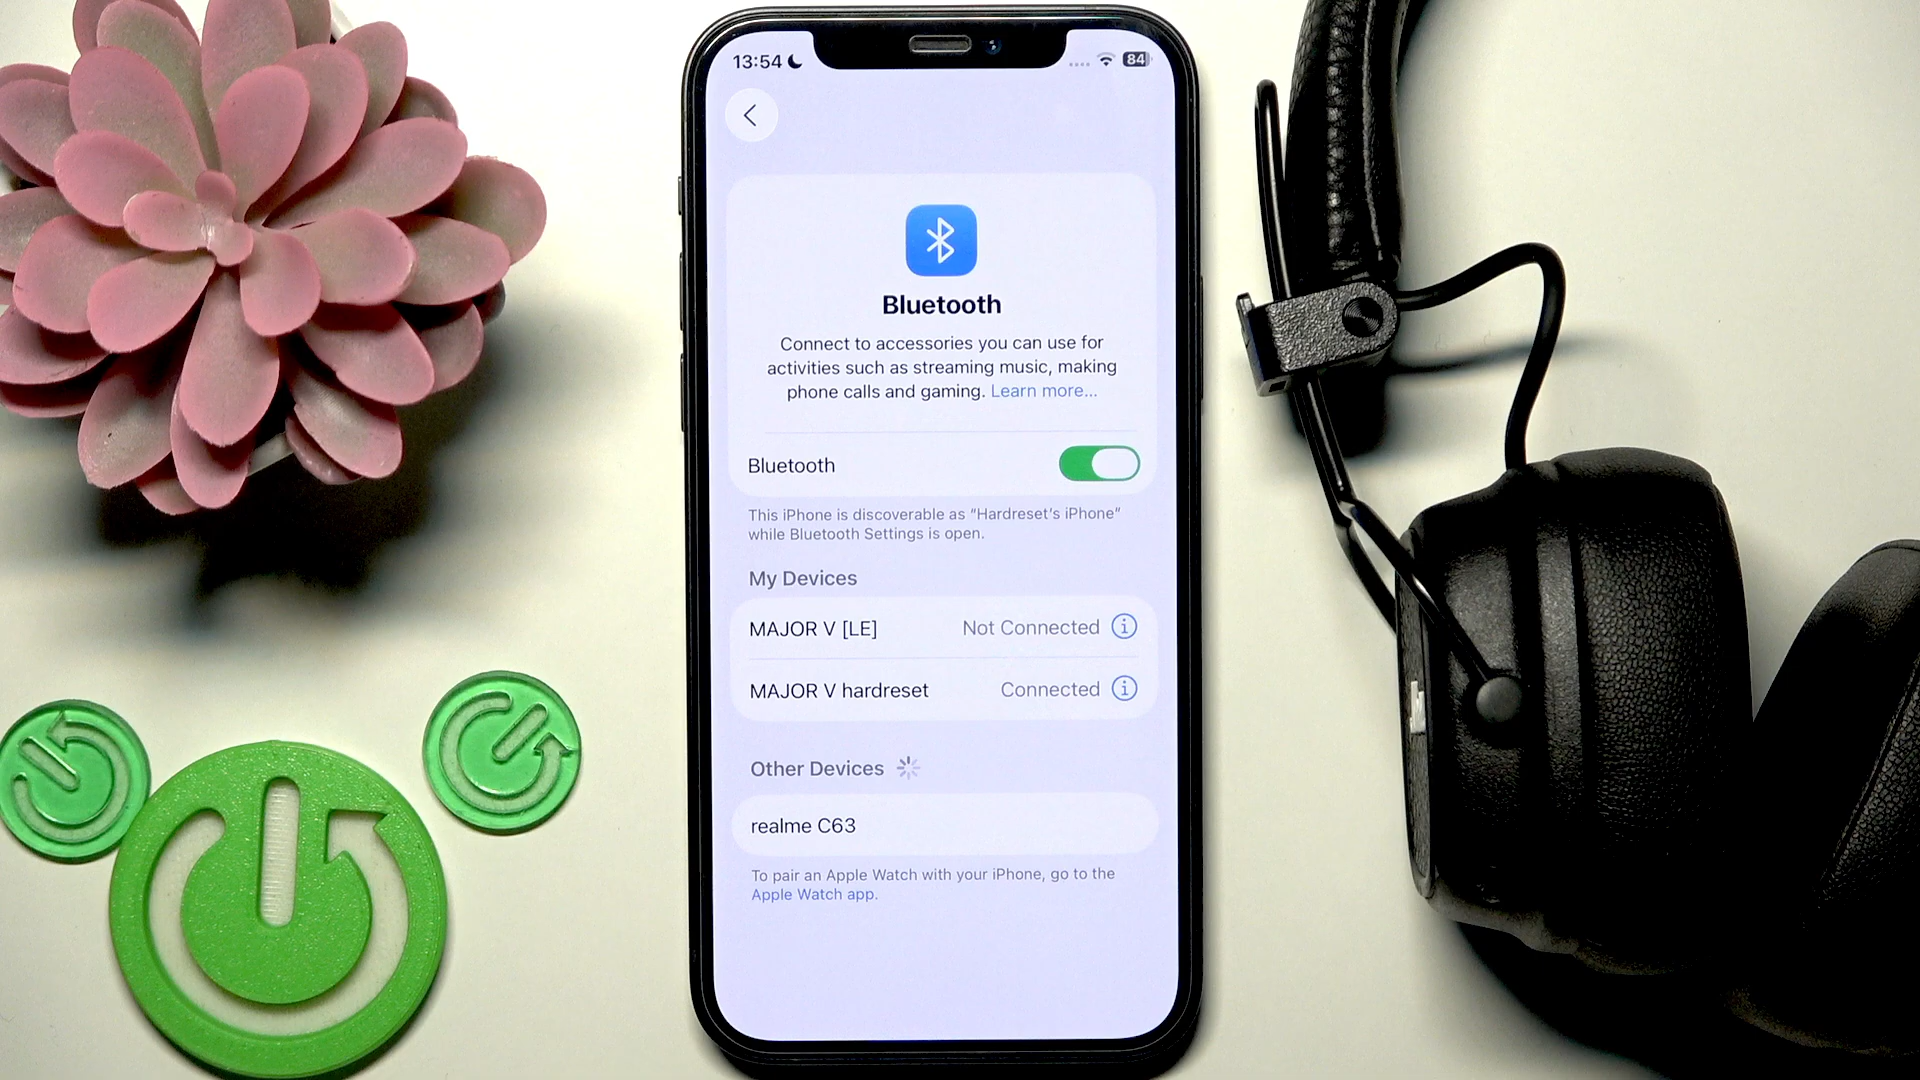 13:54
84
Bluetooth
Connect to accessories you can use for
activities such as streaming music, making
phone calls and gaming. Learn more...
Bluetooth
This iPhone is discoverable as "Hardreset's iPhone"
while Bluetooth Settings is open.
My Devices
MAJOR V [LE] Not Connected
MAJOR V hardreset Connected
Other Devices
realme C63
To pair an Apple Watch with your iPhone, go to the
Apple Watch app.